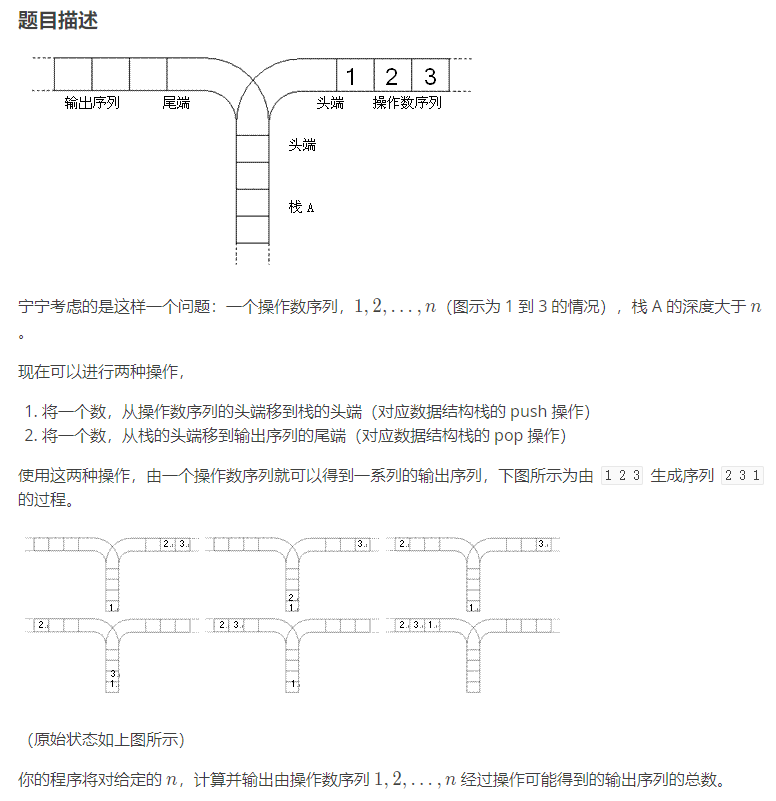 题目描述
1 2 3
输出序列 尾端 头端 操作数序列
头端
栈 A
宁宁考虑的是这样一个问题：一个操作数序列，1, 2, …, n（图示为 1 到 3 的情况），栈 A 的深度大于 n
。
现在可以进行两种操作，
1. 将一个数，从操作数序列的头端移到栈的头端（对应数据结构栈的 push 操作）
2. 将一个数，从栈的头端移到输出序列的尾端（对应数据结构栈的 pop 操作）
使用这两种操作，由一个操作数序列就可以得到一系列的输出序列，下图所示为由 1 2 3 生成序列 2 3 1
的过程。
2 3 3 2 3
1 2 1
1
2 2 3 2 3 1
3 1
1
（原始状态如上图所示）
你的程序将对给定的 n，计算并输出由操作数序列 1, 2, …, n 经过操作可能得到的输出序列的总数。